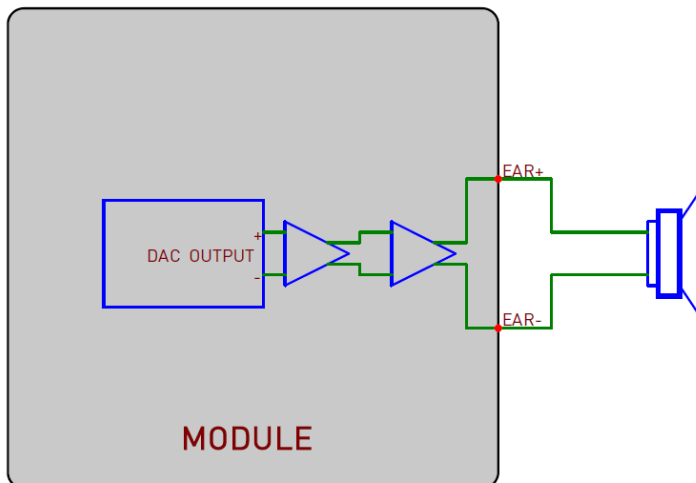 EAR+
+
DAC OUTPUT
-
EAR-
MODULE